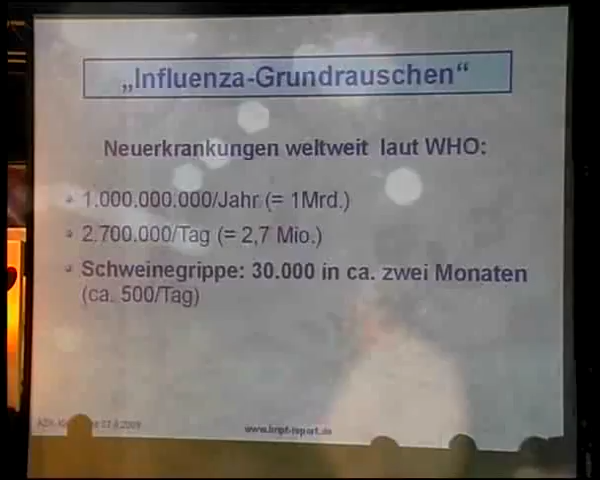 „Influenza-Grundrauschen“
Neuerkrankungen weltweit laut WHO:
1.000.000.000/Jahr (= 1Mrd.)
2.700.000/Tag (= 2,7 Mio.)
Schweinegrippe: 30.000 in ca. zwei Monaten
(ca. 500/Tag)
www.impf-report.de